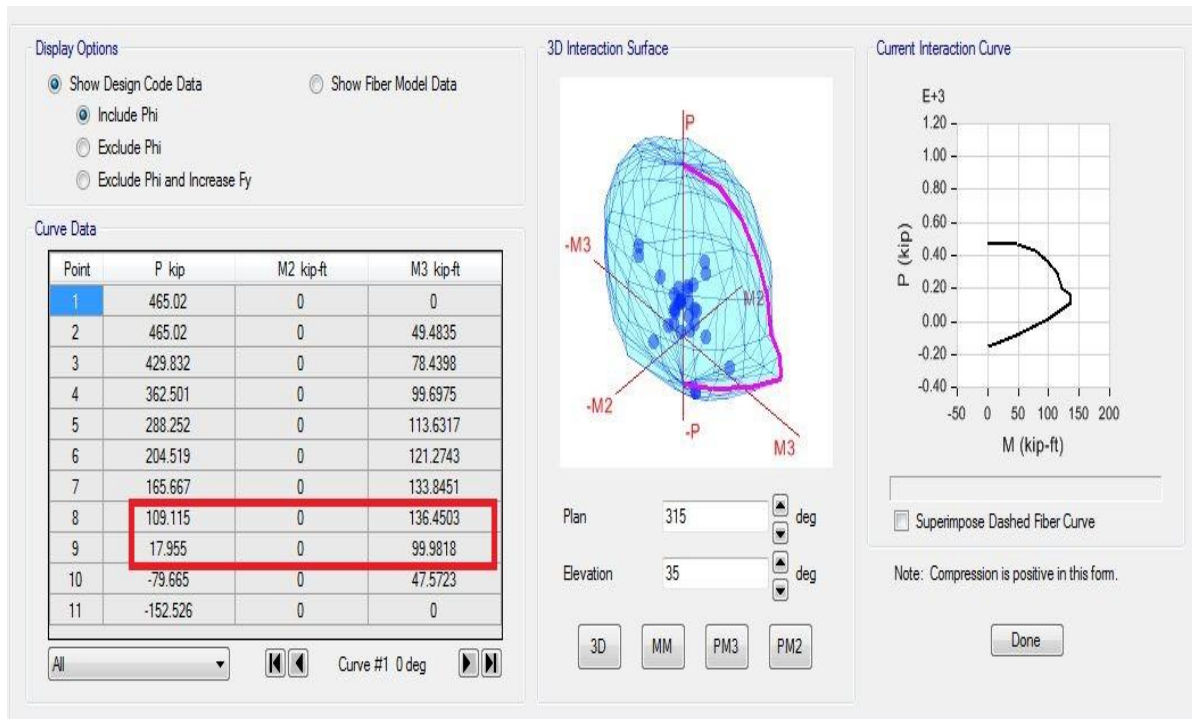 Display Options
Show Design Code Data Show Fiber Model Data
Include Phi
Exclude Phi
Exclude Phi and Increase Fy
Curve Data
Point P kip M2 kip-ft M3 kip-ft
1 465.02 0 0
2 465.02 0 49.4835
3 429.832 0 78.4398
4 362.501 0 99.6975
5 288.252 0 113.6317
6 204.519 0 121.2743
7 165.667 0 133.8451
8 109.115 0 136.4503
9 17.955 0 99.9818
10 -79.665 0 47.5723
11 -152.526 0 0
All Curve #1 0 deg
3D Interaction Surface
P
-M3
M2
-M2
-P
M3
Plan 315 deg
Elevation 35 deg
3D MM PM3 PM2
Current Interaction Curve
E+3
1.20
1.00
0.80
0.60
0.40
0.20
0.00
-0.20
-0.40
P (kip)
-50 0 50 100 150 200
M (kip-ft)
Superimpose Dashed Fiber Curve
Note: Compression is positive in this form.
Done